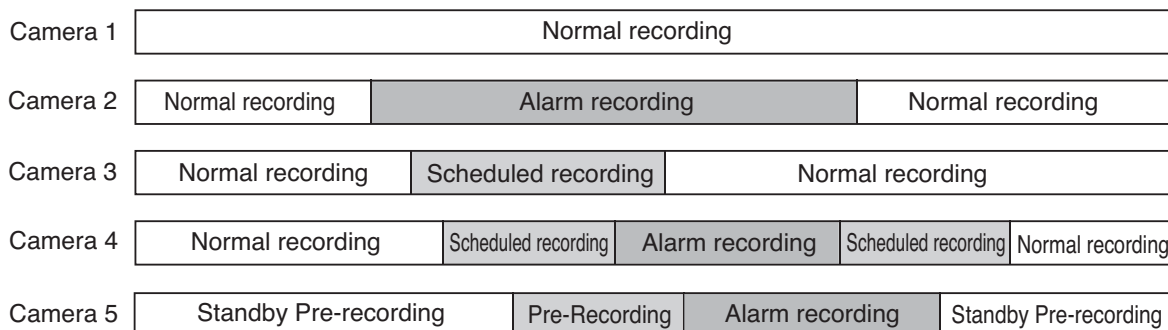 Camera 1 Normal recording
Camera 2 Normal recording Alarm recording Normal recording
Camera 3 Normal recording Scheduled recording Normal recording
Camera 4 Normal recording Scheduled recording Alarm recording Scheduled recording Normal recording
Camera 5 Standby Pre-recording Pre-Recording Alarm recording Standby Pre-recording